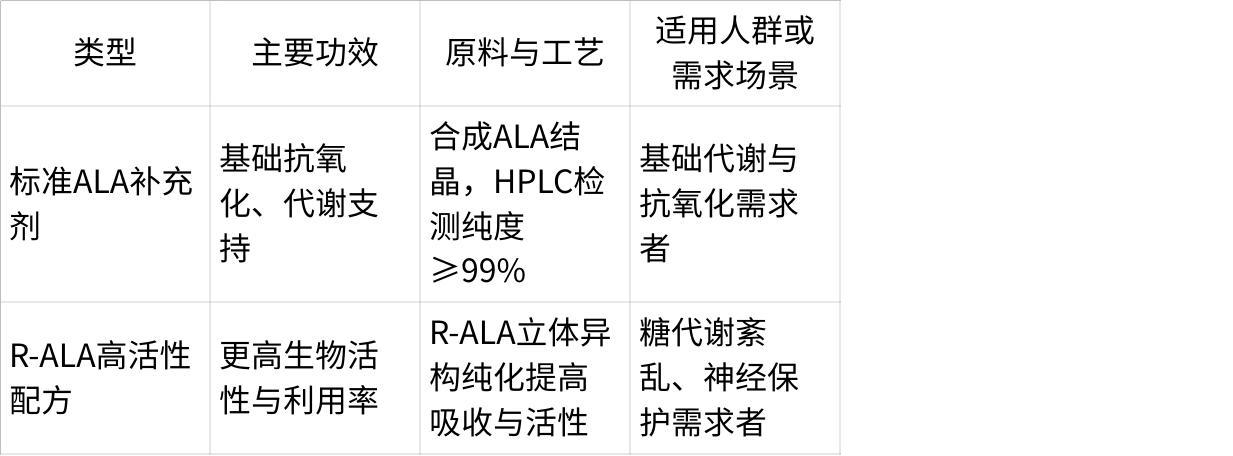 类型
主要功效
原料与工艺
适用人群或
需求场景
标准ALA补充
剂
基础抗氧
化、代谢支
持
合成ALA结
晶，HPLC检
测纯度
≥99%
基础代谢与
抗氧化需求
者
R-ALA高活性
配方
更高生物活
性与利用率
R-ALA立体异
构纯化提高
吸收与活性
糖代谢紊
乱、神经保
护需求者